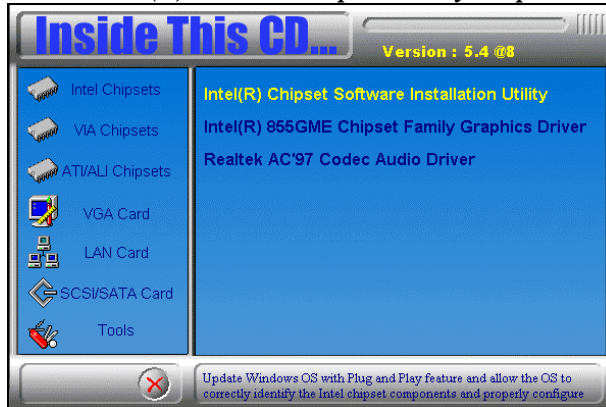 Inside This CD...
Version : 5.4 @8
Intel Chipsets
VIA Chipsets
ATI/ALI Chipsets
VGA Card
LAN Card
SCSI/SATA Card
Tools
Intel(R) Chipset Software Installation Utility
Intel(R) 855GME Chipset Family Graphics Driver
Realtek AC'97 Codec Audio Driver
Update Windows OS with Plug and Play feature and allow the OS to
correctly identify the Intel chipset components and properly configure